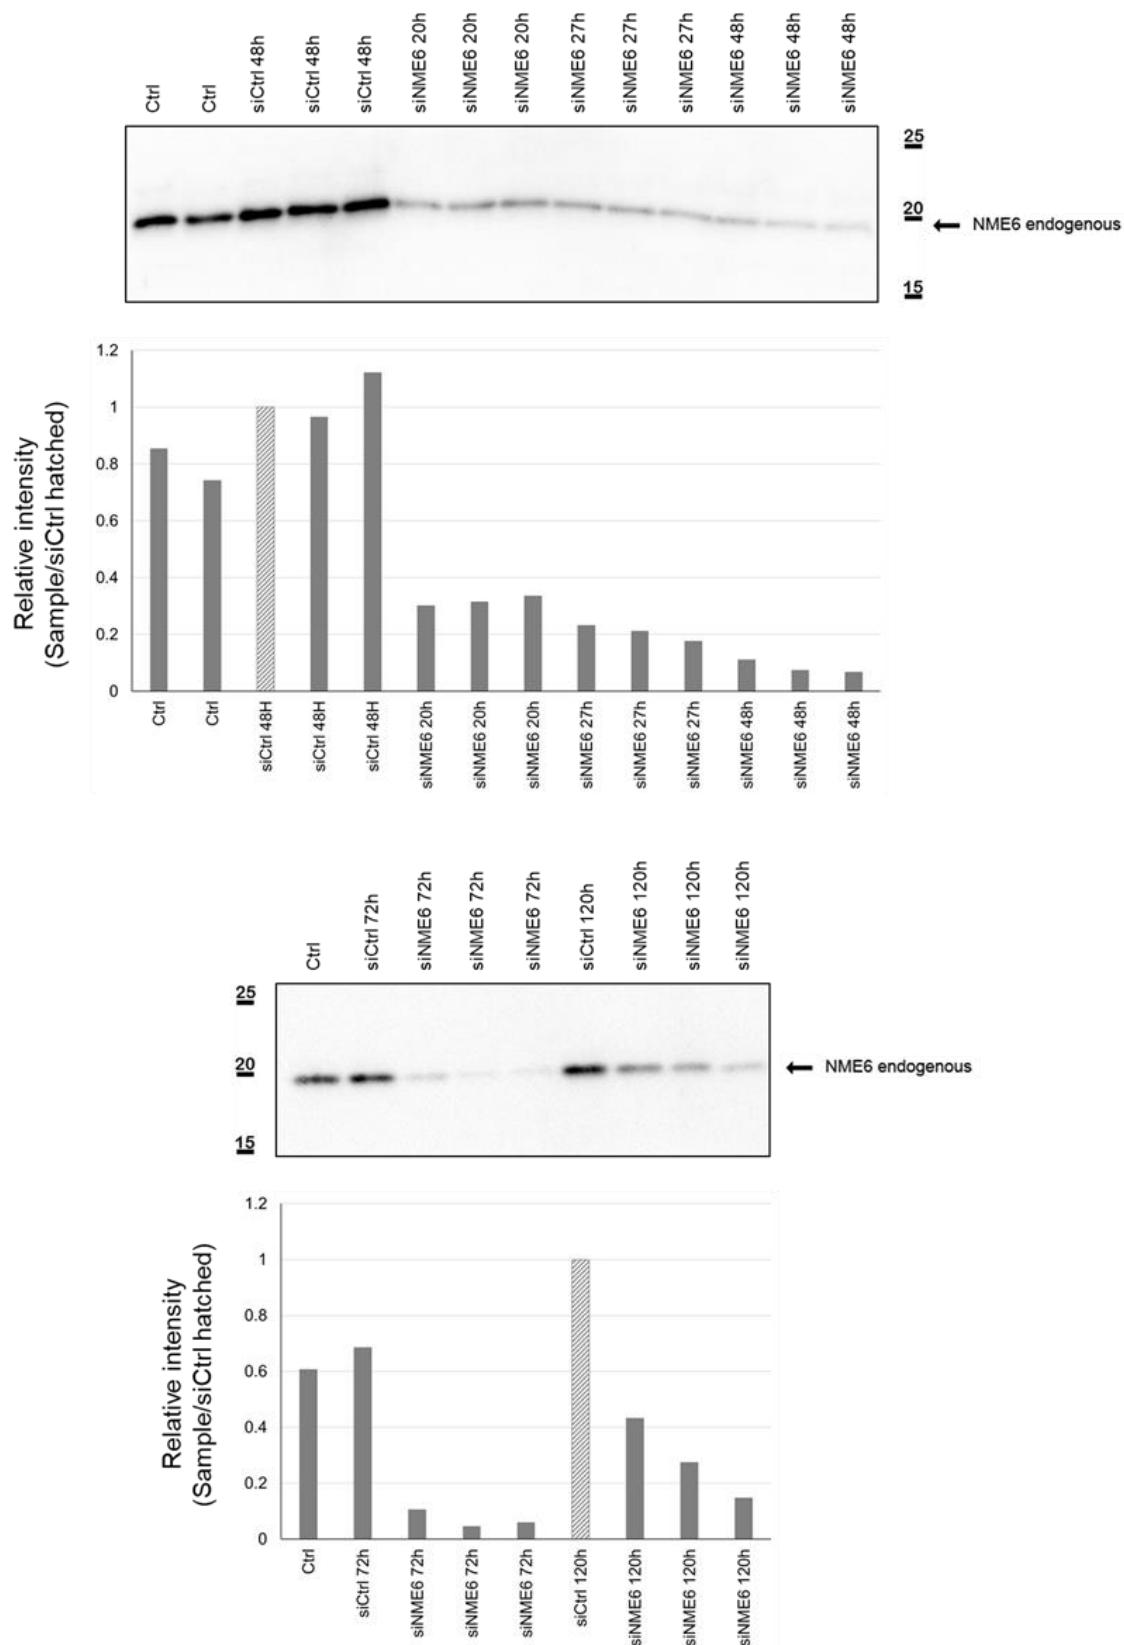 Ctrl
Ctrl
siCtrl 48h
siCtrl 48h
siCtrl 48h
siNME6 20h
siNME6 20h
siNME6 20h
siNME6 27h
siNME6 27h
siNME6 27h
siNME6 48h
siNME6 48h
siNME6 48h
25
20
15
NME6 endogenous
Relative intensity
(Sample/siCtrl hatched)
1.2
1
0.8
0.6
0.4
0.2
0
Ctrl
Ctrl
siCtrl 48H
siCtrl 48H
siCtrl 48H
siNME6 20h
siNME6 20h
siNME6 20h
siNME6 27h
siNME6 27h
siNME6 27h
siNME6 48h
siNME6 48h
siNME6 48h
Ctrl
siCtrl 72h
siNME6 72h
siNME6 72h
siNME6 72h
siCtrl 120h
siNME6 120h
siNME6 120h
siNME6 120h
25
20
15
NME6 endogenous
Relative intensity
(Sample/siCtrl hatched)
1.2
1
0.8
0.6
0.4
0.2
0
Ctrl
siCtrl 72h
siNME6 72h
siNME6 72h
siNME6 72h
siCtrl 120h
siNME6 120h
siNME6 120h
siNME6 120h